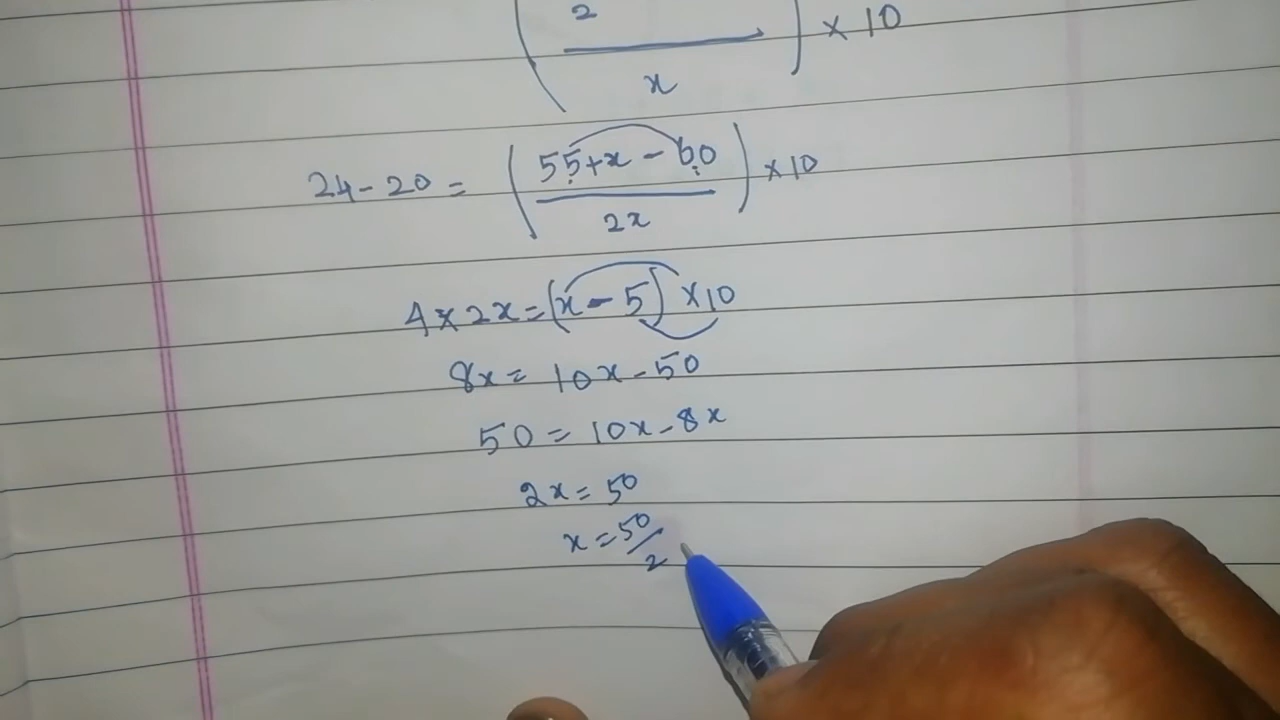 ( 2 / x ) × 10
24 - 20 = ( 55 + x - 60 / 2x ) × 10
4 × 2x = (x - 5) × 10
8x = 10x - 50
50 = 10x - 8x
2x = 50
x = 50/2